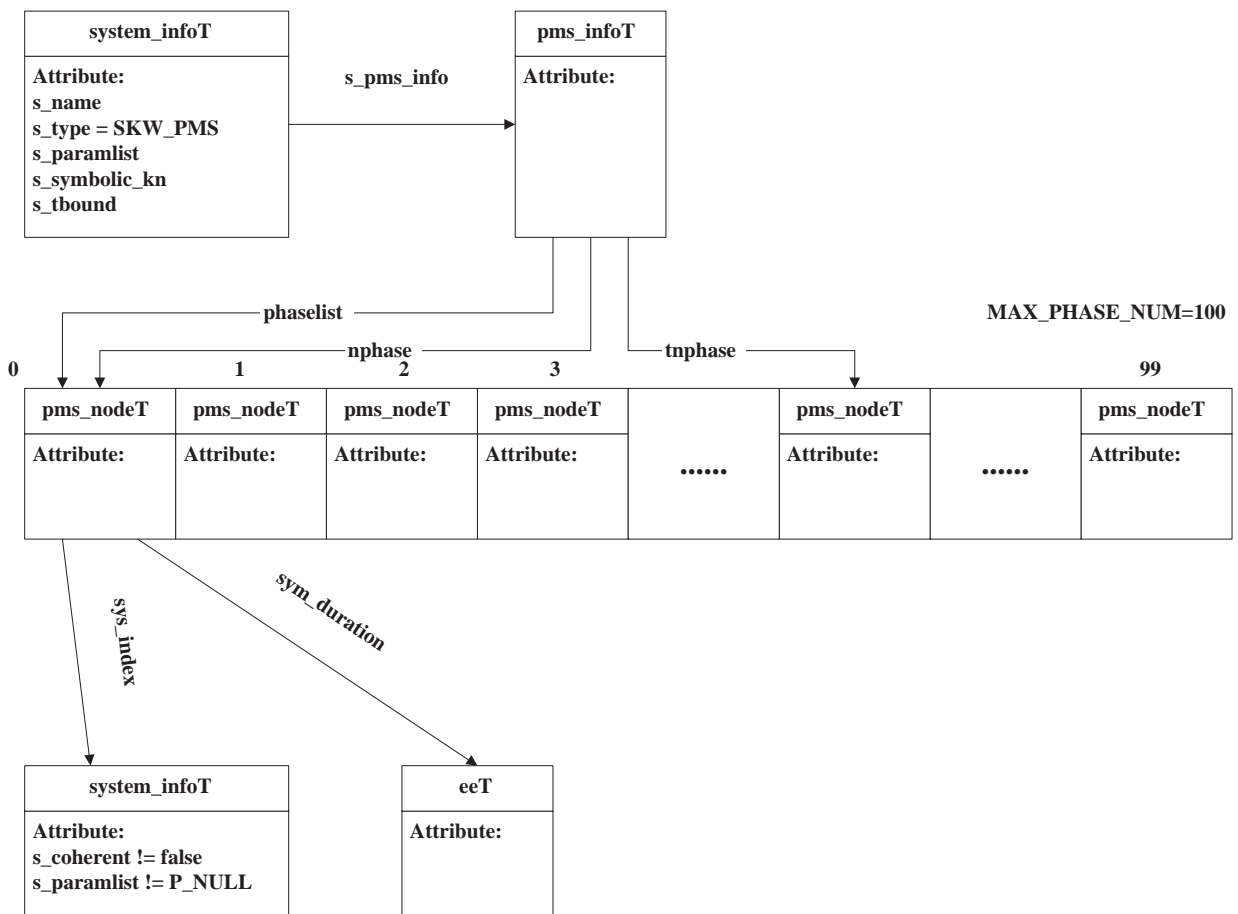 system_infoT
Attribute:
s_name
s_type = SKW_PMS
s_paramlist
s_symbolic_kn
s_tbound
s_pms_info
pms_infoT
Attribute:
phaselist
MAX_PHASE_NUM=100
nphase
tnphase
0
1
2
3
99
pms_nodeT
pms_nodeT
pms_nodeT
pms_nodeT
pms_nodeT
pms_nodeT
Attribute:
Attribute:
Attribute:
Attribute:
......
Attribute:
......
Attribute:
sys_index
sym_duration
system_infoT
Attribute:
s_coherent != false
s_paramlist != P_NULL
eeT
Attribute: